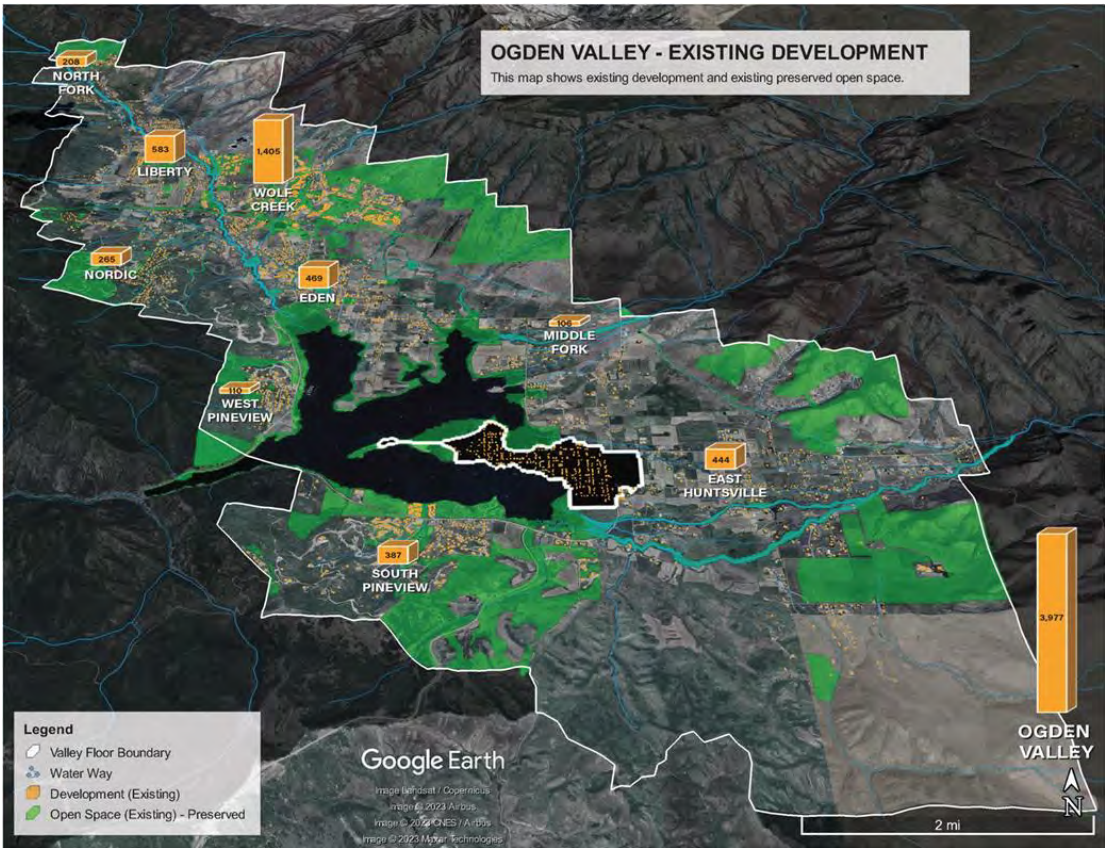 OGDEN VALLEY - EXISTING DEVELOPMENT
This map shows existing development and existing preserved open space.
208
NORTH
FORK
583
LIBERTY
1,405
WOLF
CREEK
265
NORDIC
469
EDEN
106
MIDDLE
FORK
110
WEST
PINEVIEW
444
EAST
HUNTSVILLE
387
SOUTH
PINEVIEW
3,977
OGDEN
VALLEY
N
2 mi
Legend
Valley Floor Boundary
Water Way
Development (Existing)
Open Space (Existing) - Preserved
Google Earth
Image Landsat / Copernicus
Image © 2023 Airbus
Image © 2023 CNES / Airbus
Image © 2023 Maxar Technologies